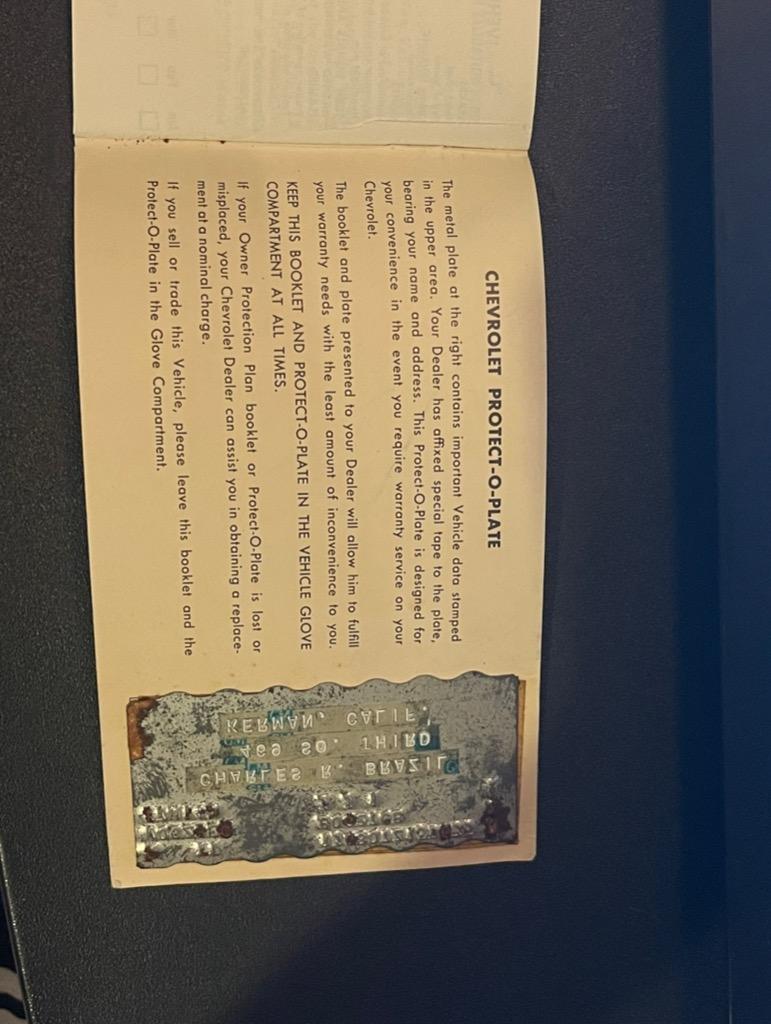 CHEVROLET PROTECT-O-PLATE
The metal plate at the right contains important Vehicle data stamped
in the upper area. Your Dealer has affixed special tape to the plate,
bearing your name and address. This Protect-O-Plate is designed for
your convenience in the event you require warranty service on your
Chevrolet.
The booklet and plate presented to your Dealer will allow him to fulfill
your warranty needs with the least amount of inconvenience to you.
KEEP THIS BOOKLET AND PROTECT-O-PLATE IN THE VEHICLE GLOVE
COMPARTMENT AT ALL TIMES.
If your Owner Protection Plan booklet or Protect-O-Plate is lost or
misplaced, your Chevrolet Dealer can assist you in obtaining a replace-
ment at a nominal charge.
If you sell or trade this Vehicle, please leave this booklet and the
Protect-O-Plate in the Glove Compartment.
CHARLES R. BRAZIL
469 SO. THIRD
KERMAN, CALIF.